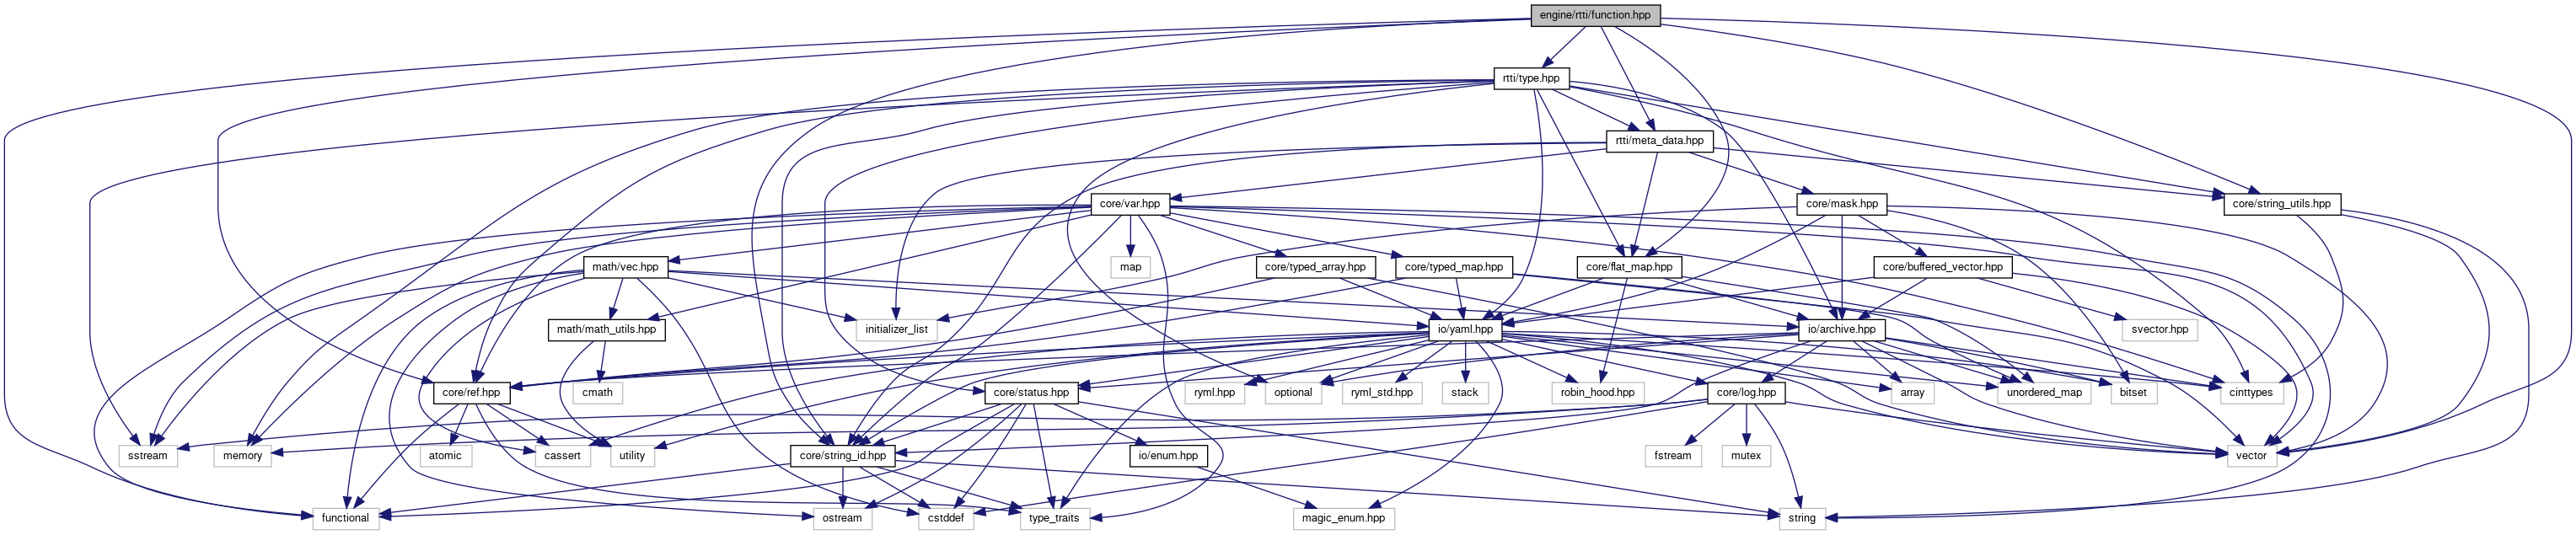 engine/rtti/function.hpp
rtti/type.hpp
rtti/meta_data.hpp
core/var.hpp
core/mask.hpp
core/string_utils.hpp
math/vec.hpp
map
core/typed_array.hpp
core/typed_map.hpp
core/flat_map.hpp
core/buffered_vector.hpp
math/math_utils.hpp
initializer_list
io/yaml.hpp
io/archive.hpp
svector.hpp
core/ref.hpp
cmath
core/status.hpp
ryml.hpp
optional
ryml_std.hpp
stack
robin_hood.hpp
core/log.hpp
array
unordered_map
bitset
cinttypes
sstream
memory
atomic
cassert
utility
core/string_id.hpp
io/enum.hpp
fstream
mutex
vector
functional
ostream
cstddef
type_traits
magic_enum.hpp
string